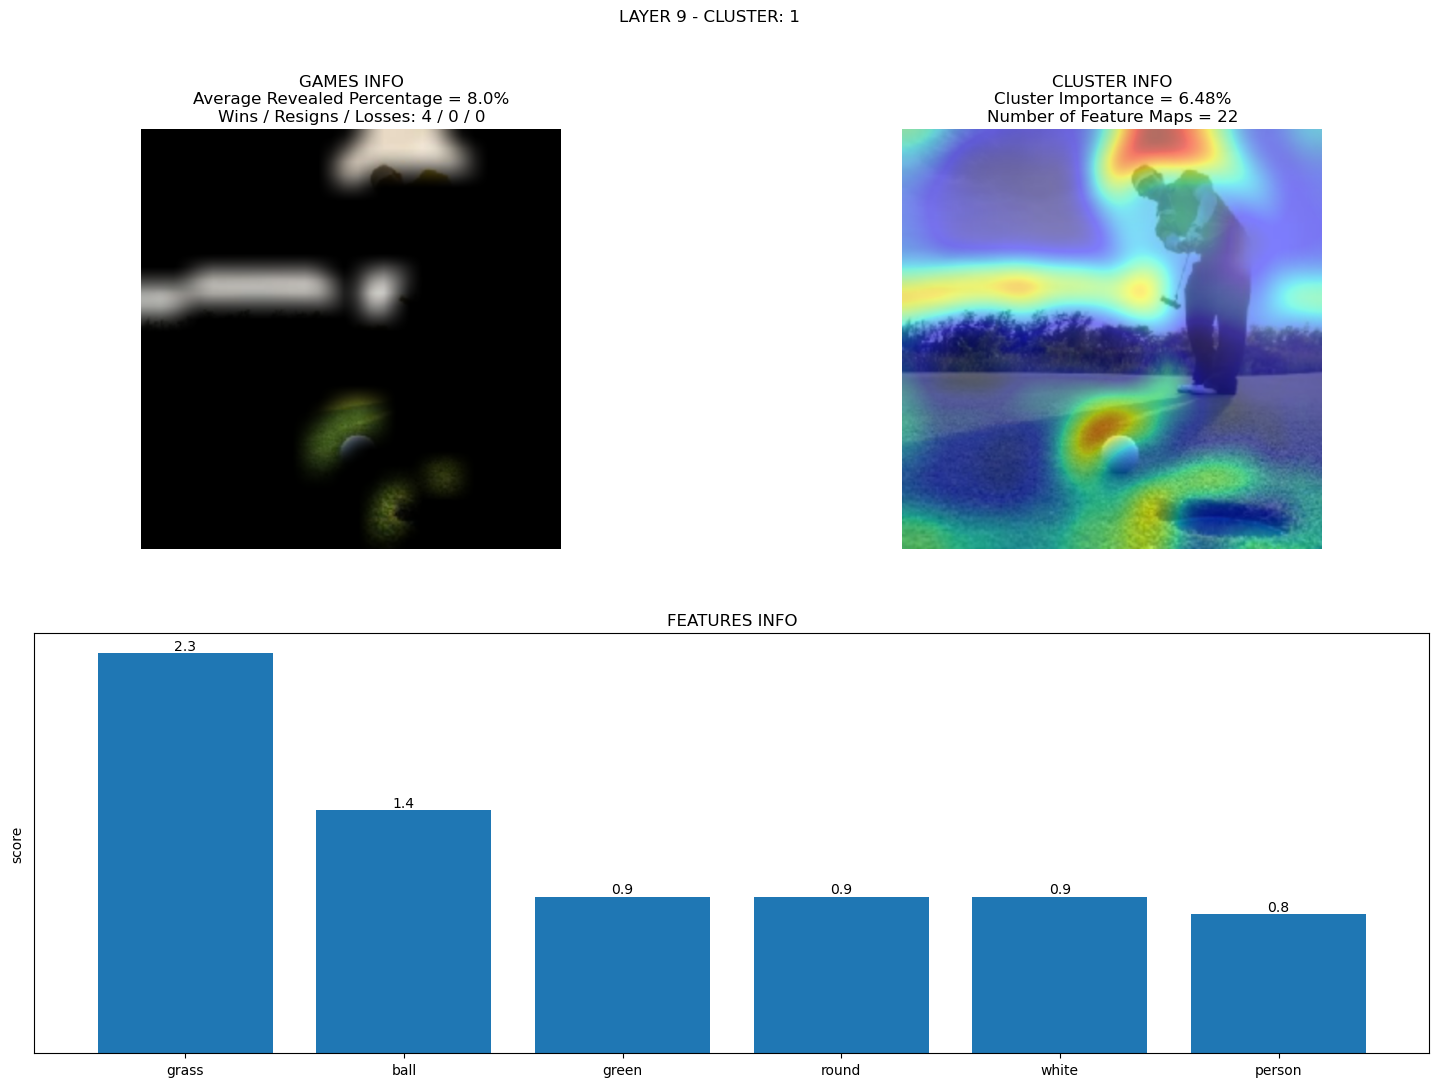 LAYER 9 - CLUSTER: 1
GAMES INFO
Average Revealed Percentage = 8.0%
Wins / Resigns / Losses: 4 / 0 / 0
CLUSTER INFO
Cluster Importance = 6.48%
Number of Feature Maps = 22
FEATURES INFO
score
2.3
1.4
0.9
0.9
0.9
0.8
grass
ball
green
round
white
person